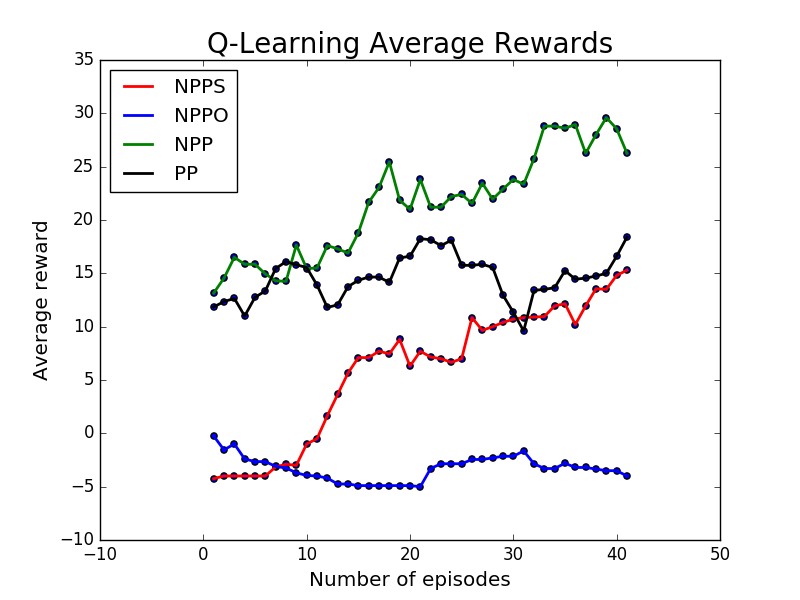 Q-Learning Average Rewards
NPPS
NPPO
NPP
PP
Average reward
35
30
25
20
15
10
5
0
−5
−10
−10 0 10 20 30 40 50
Number of episodes